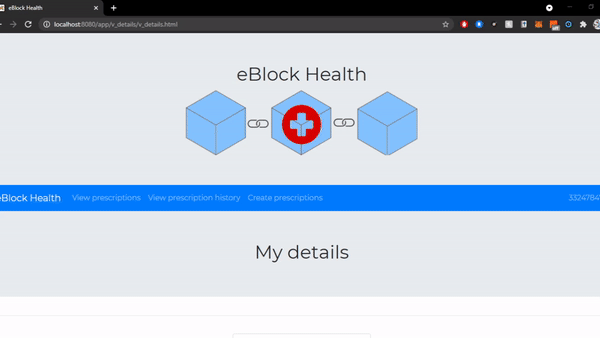 eBlock Health
localhost:8080/app/v_details/v_details.html
eBlock Health
eBlock Health View prescriptions View prescription history Create prescriptions
My details